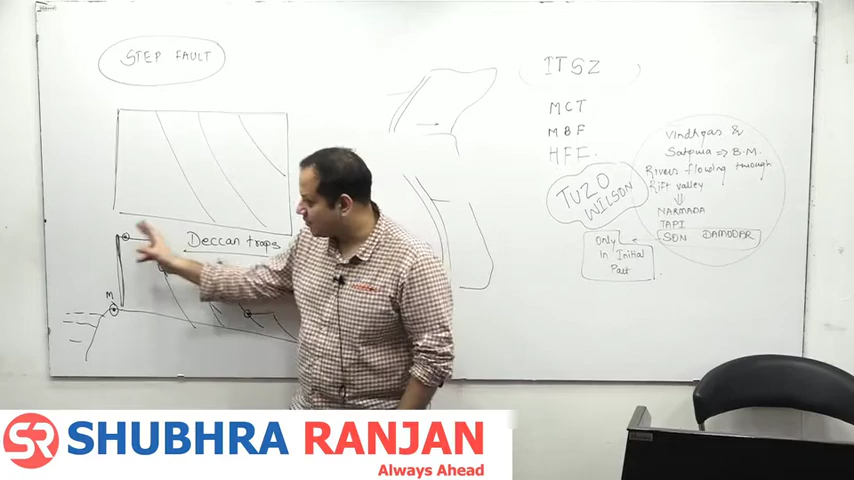 STEP FAULT
Deccan traps
M
ITSZ
MCT
MBF
HFF
TUZO
WILSON
Vindhyas &
Satpura ⇒ B.M.
Rivers flowing through
Rift valley
⇓
NARMADA
TAPI
SON DAMODAR
Only
In Initial
Part
SR SHUBHRA RANJAN
Always Ahead